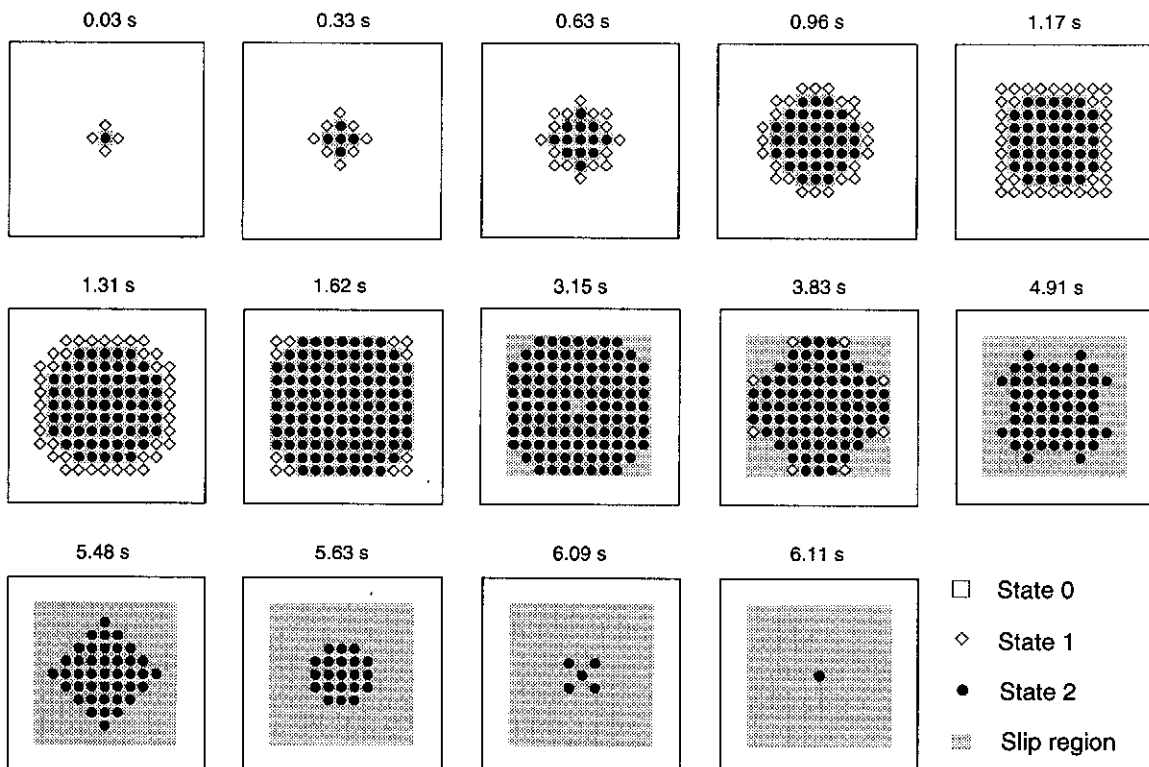 0.03 s
0.33 s
0.63 s
0.96 s
1.17 s
1.31 s
1.62 s
3.15 s
3.83 s
4.91 s
5.48 s
5.63 s
6.09 s
6.11 s
State 0
State 1
State 2
Slip region